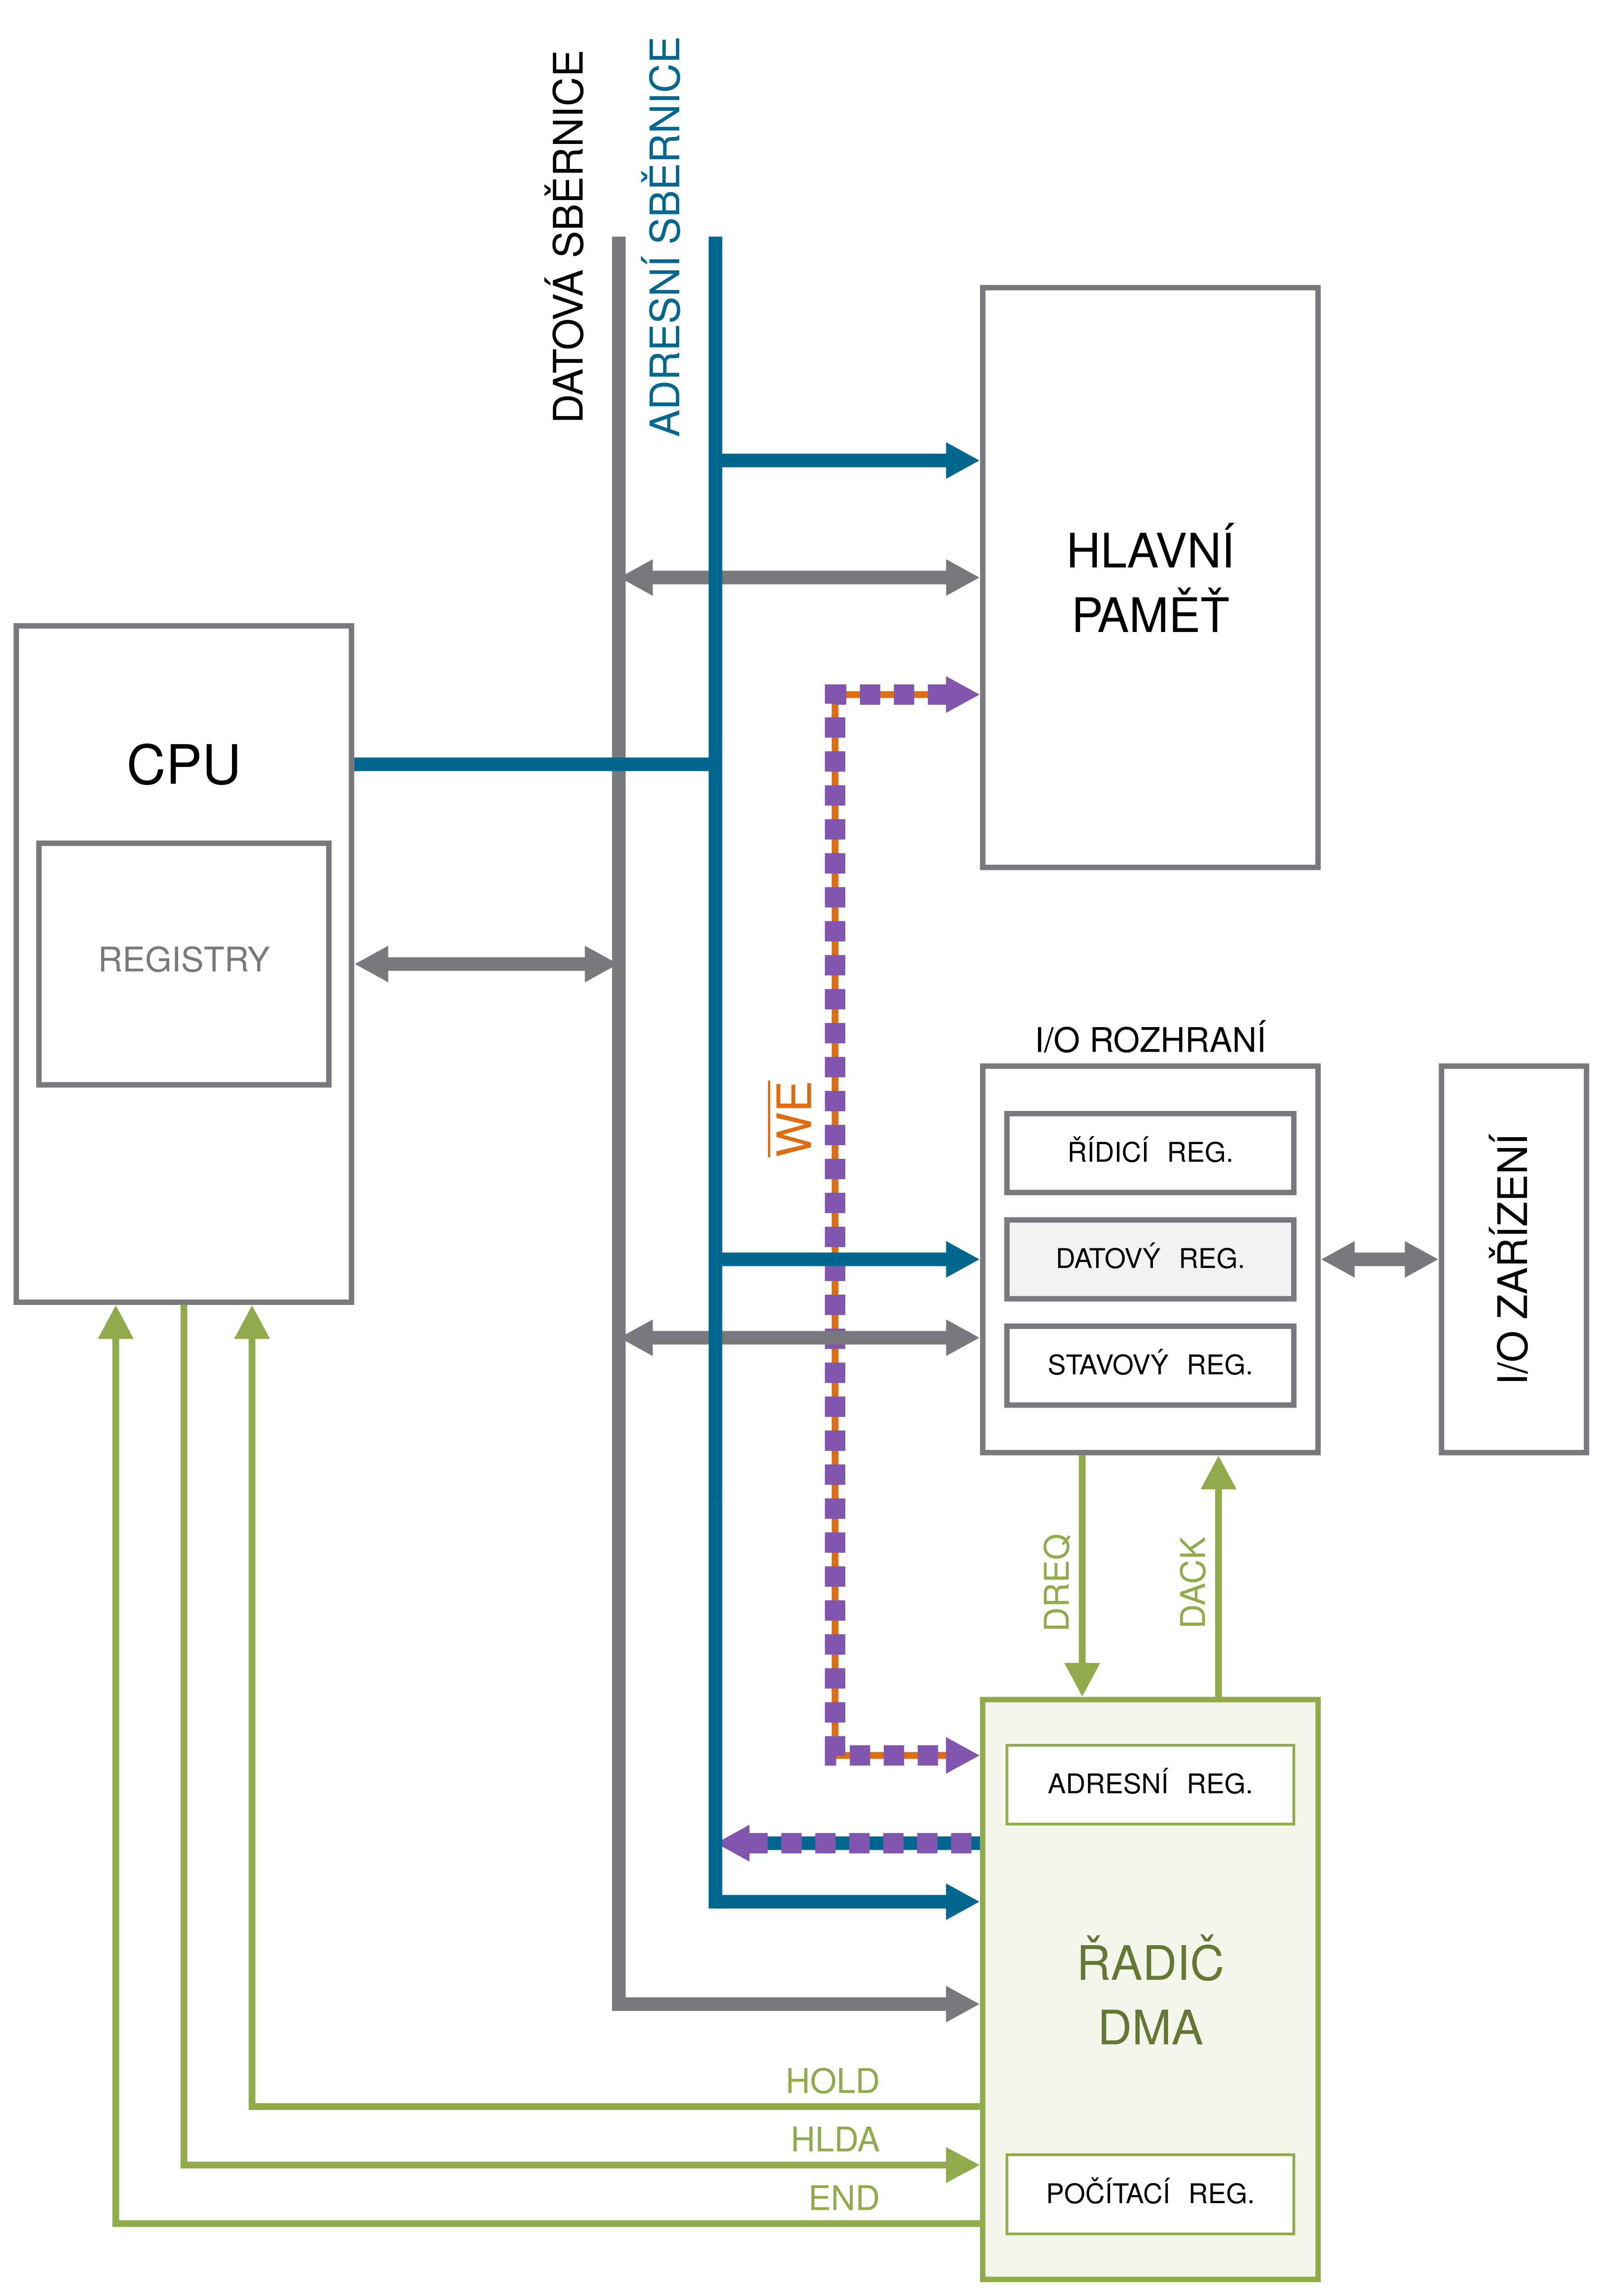 DATOVÁ SBĚRNICE
ADRESNÍ SBĚRNICE
HLAVNÍ
PAMĚŤ
CPU
REGISTRY
I/O ROZHRANÍ
WE
ŘÍDICÍ REG.
DATOVÝ REG.
STAVOVÝ REG.
I/O ZAŘÍZENÍ
DREQ
DACK
ADRESNÍ REG.
ŘADIČ
DMA
HOLD
HLDA
END
POČÍTACÍ REG.